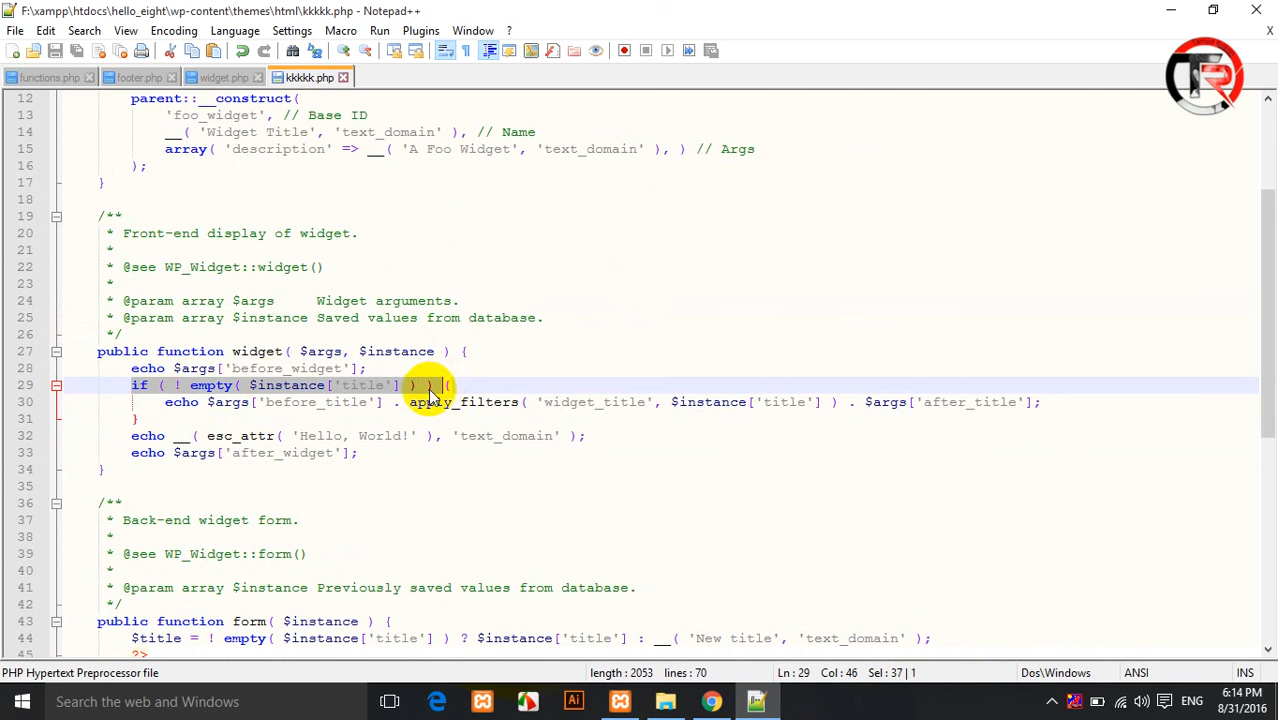 F:\xampp\htdocs\hello_eight\wp-content\themes\html\kkkkk.php - Notepad++
File Edit Search View Encoding Language Settings Macro Run Plugins Window ? X
functions.php footer.php widget.php kkkkk.php
12 parent::__construct(
13 'foo_widget', // Base ID
14 __( 'Widget Title', 'text_domain' ), // Name
15 array( 'description' => __( 'A Foo Widget', 'text_domain' ), ) // Args
16 );
17 }
18
19 /**
20 * Front-end display of widget.
21 *
22 * @see WP_Widget::widget()
23 *
24 * @param array $args     Widget arguments.
25 * @param array $instance Saved values from database.
26 */
27 public function widget( $args, $instance ) {
28 echo $args['before_widget'];
29 if ( ! empty( $instance['title'] ) ) {
30 echo $args['before_title'] . apply_filters( 'widget_title', $instance['title'] ) . $args['after_title'];
31 }
32 echo __( esc_attr( 'Hello, World!' ), 'text_domain' );
33 echo $args['after_widget'];
34 }
35
36 /**
37 * Back-end widget form.
38 *
39 * @see WP_Widget::form()
40 *
41 * @param array $instance Previously saved values from database.
42 */
43 public function form( $instance ) {
44 $title = ! empty( $instance['title'] ) ? $instance['title'] : __( 'New title', 'text_domain' );
45 ?>
PHP Hypertext Preprocessor file length : 2053 lines : 70 Ln : 29 Col : 46 Sel : 37 | 1 Dos\Windows ANSI INS
Search the web and Windows Ai ENG 6:14 PM
8/31/2016